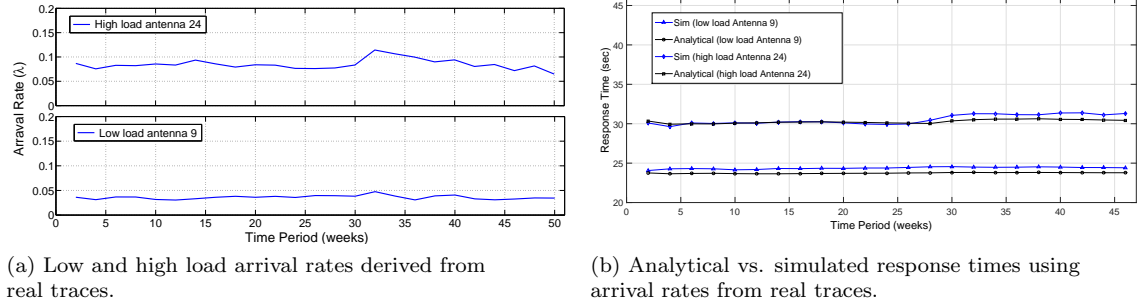 0.2
0.15
0.1
0.05
0
High load antenna 24
0.2
0.15
0.1
0.05
0
Low load antenna 9
Arraval Rate (λ)
0 5 10 15 20 25 30 35 40 45 50
Time Period (weeks)
(a) Low and high load arrival rates derived from
real traces.
45
40
35
30
25
20
Response Time (sec)
Sim (low load Antenna 9)
Analytical (low load Antenna 9)
Sim (high load Antenna 24)
Analytical (high load Antenna 24)
0 5 10 15 20 25 30 35 40 45
Time Period (weeks)
(b) Analytical vs. simulated response times using
arrival rates from real traces.